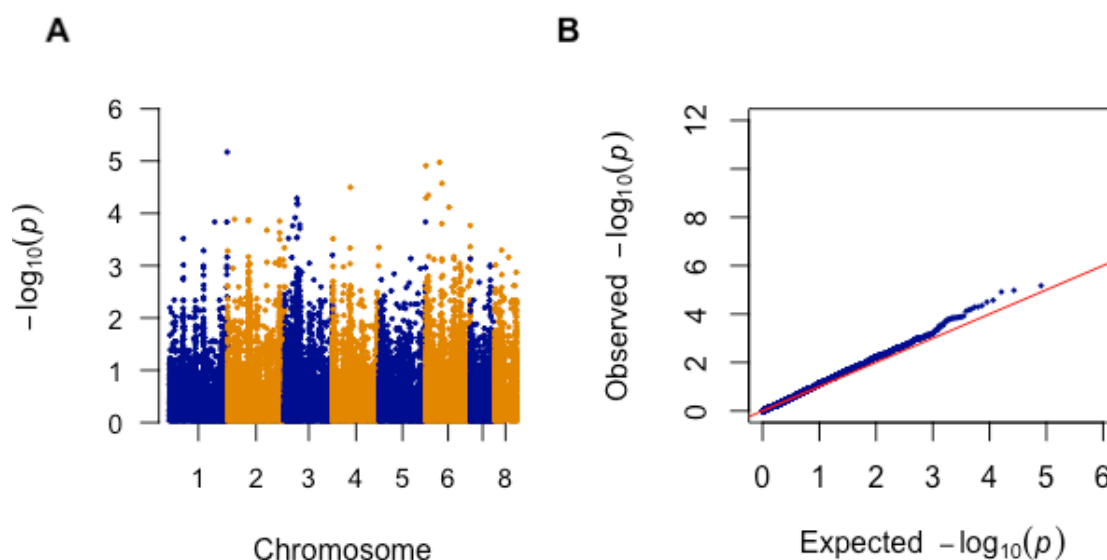 A
B
−log₁₀(p)
6
5
4
3
2
1
0
1 2 3 4 5 6 8
Chromosome
Observed −log₁₀(p)
12
8
6
4
2
0
0 1 2 3 4 5 6
Expected −log₁₀(p)